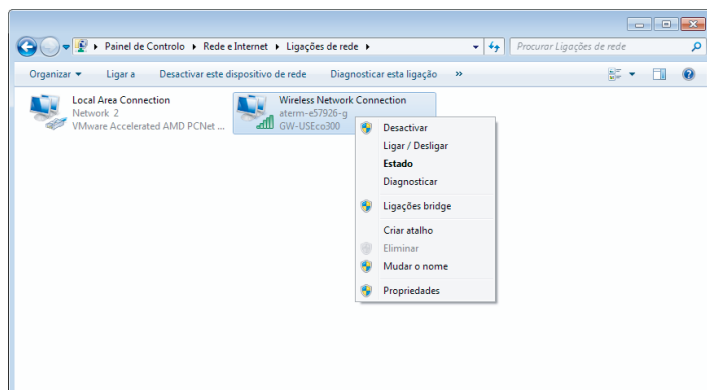 Painel de Controlo ▸ Rede e Internet ▸ Ligações de rede ▸
Procurar Ligações de rede
Organizar Ligar a Desactivar este dispositivo de rede Diagnosticar esta ligação »
Local Area Connection
Network 2
VMware Accelerated AMD PCNet ...
Wireless Network Connection
aterm-e57926-g
GW-USEco300
Desactivar
Ligar / Desligar
Estado
Diagnosticar
Ligações bridge
Criar atalho
Eliminar
Mudar o nome
Propriedades